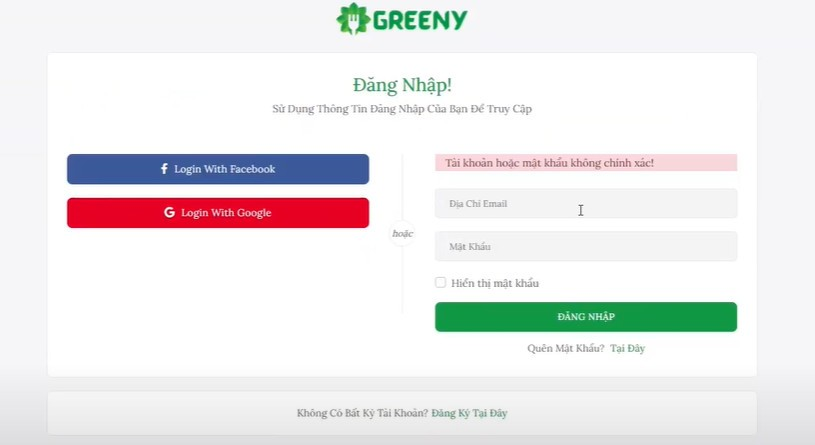 GREENY
Đăng Nhập!
Sử Dụng Thông Tin Đăng Nhập Của Bạn Để Truy Cập
Login With Facebook
Login With Google
hoặc
Tài khoản hoặc mật khẩu không chính xác!
Địa Chỉ Email
Mật Khẩu
Hiển thị mật khẩu
ĐĂNG NHẬP
Quên Mật Khẩu? Tại Đây
Không Có Bất Kỳ Tài Khoản? Đăng Ký Tại Đây